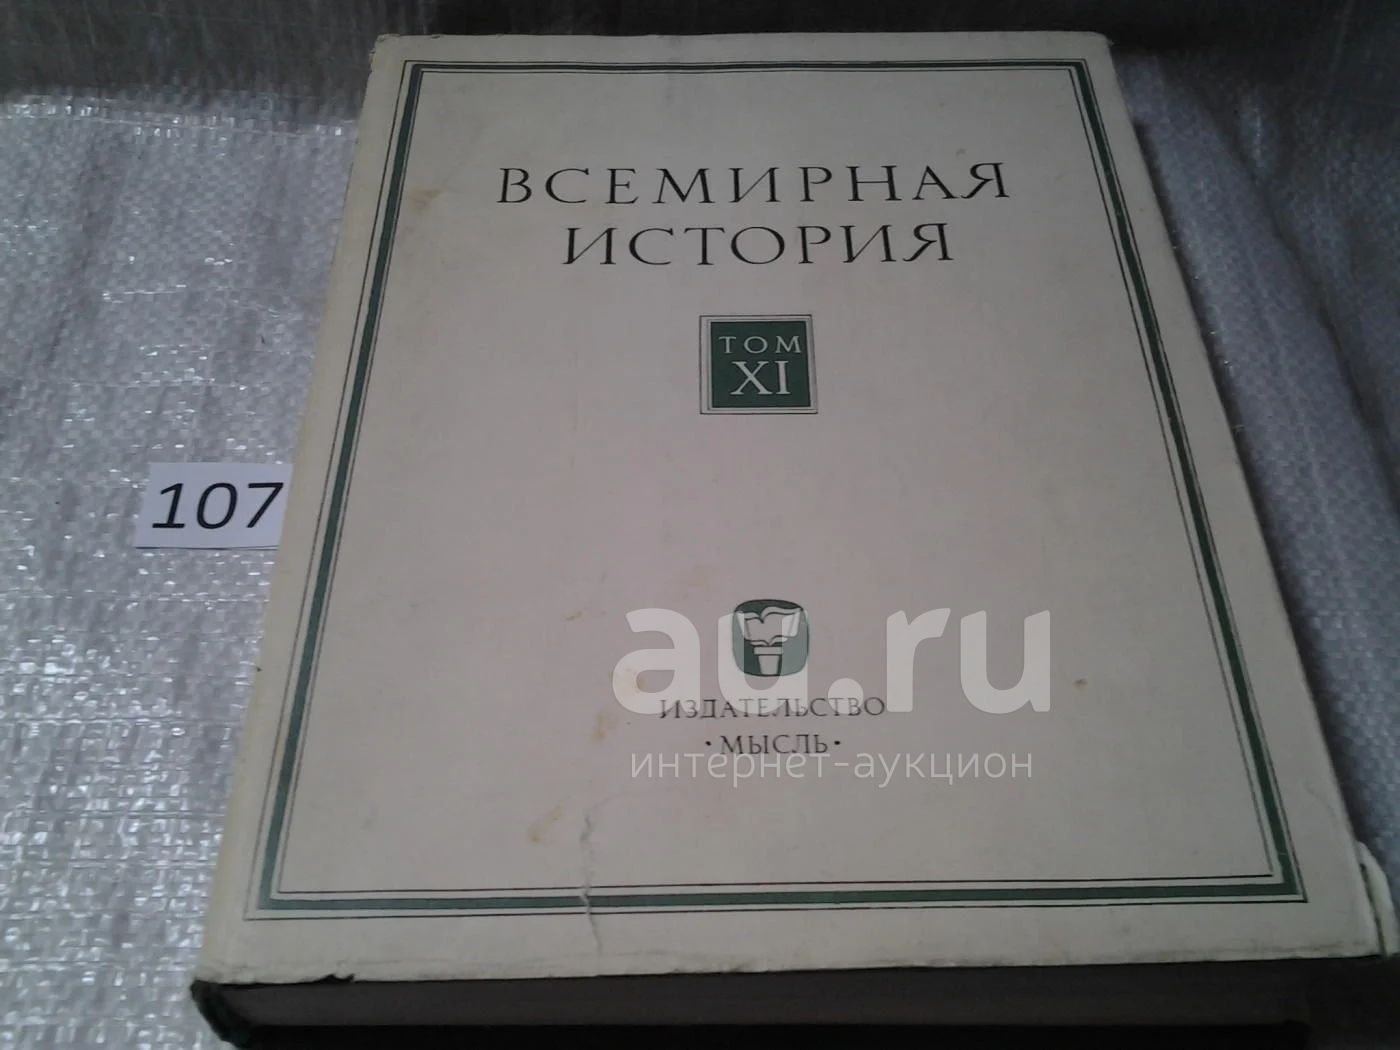 ВСЕМИРНАЯ
ИСТОРИЯ
ТОМ
XI
107
au.ru
ИЗДАТЕЛЬСТВО
·МЫСЛЬ·
интернет-аукцион